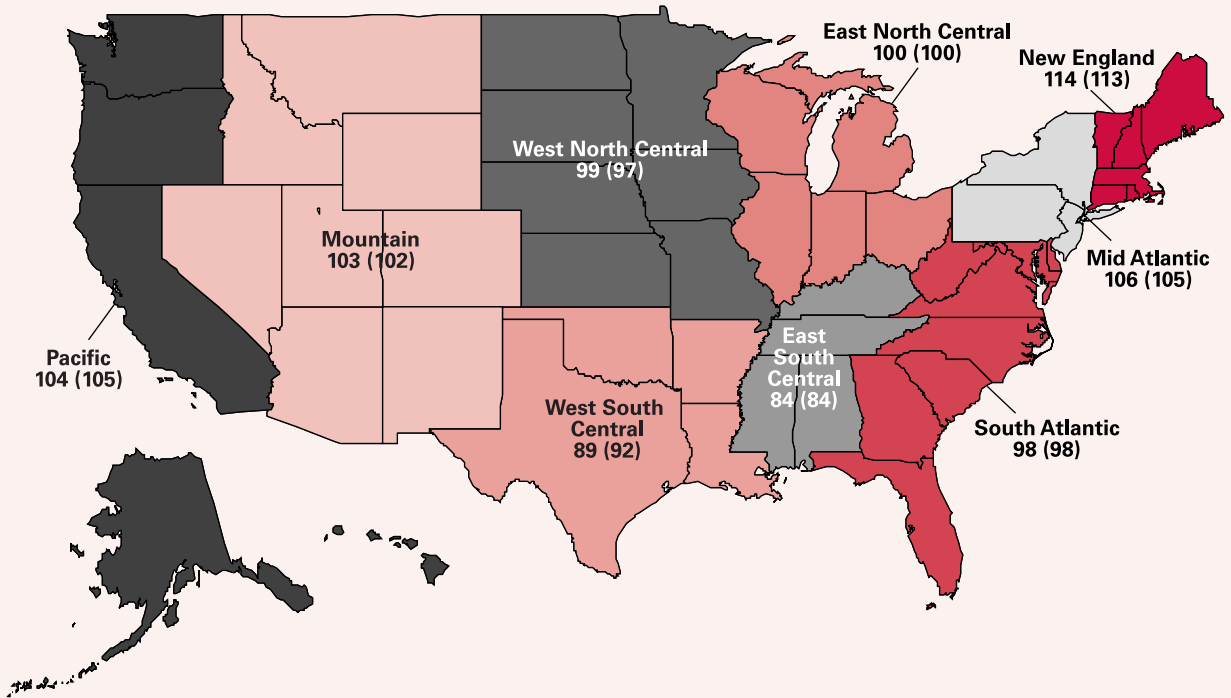 East North Central
100 (100)
New England
114 (113)
West North Central
99 (97)
Mountain
103 (102)
Mid Atlantic
106 (105)
Pacific
104 (105)
East
South
Central
84 (84)
West South
Central
89 (92)
South Atlantic
98 (98)